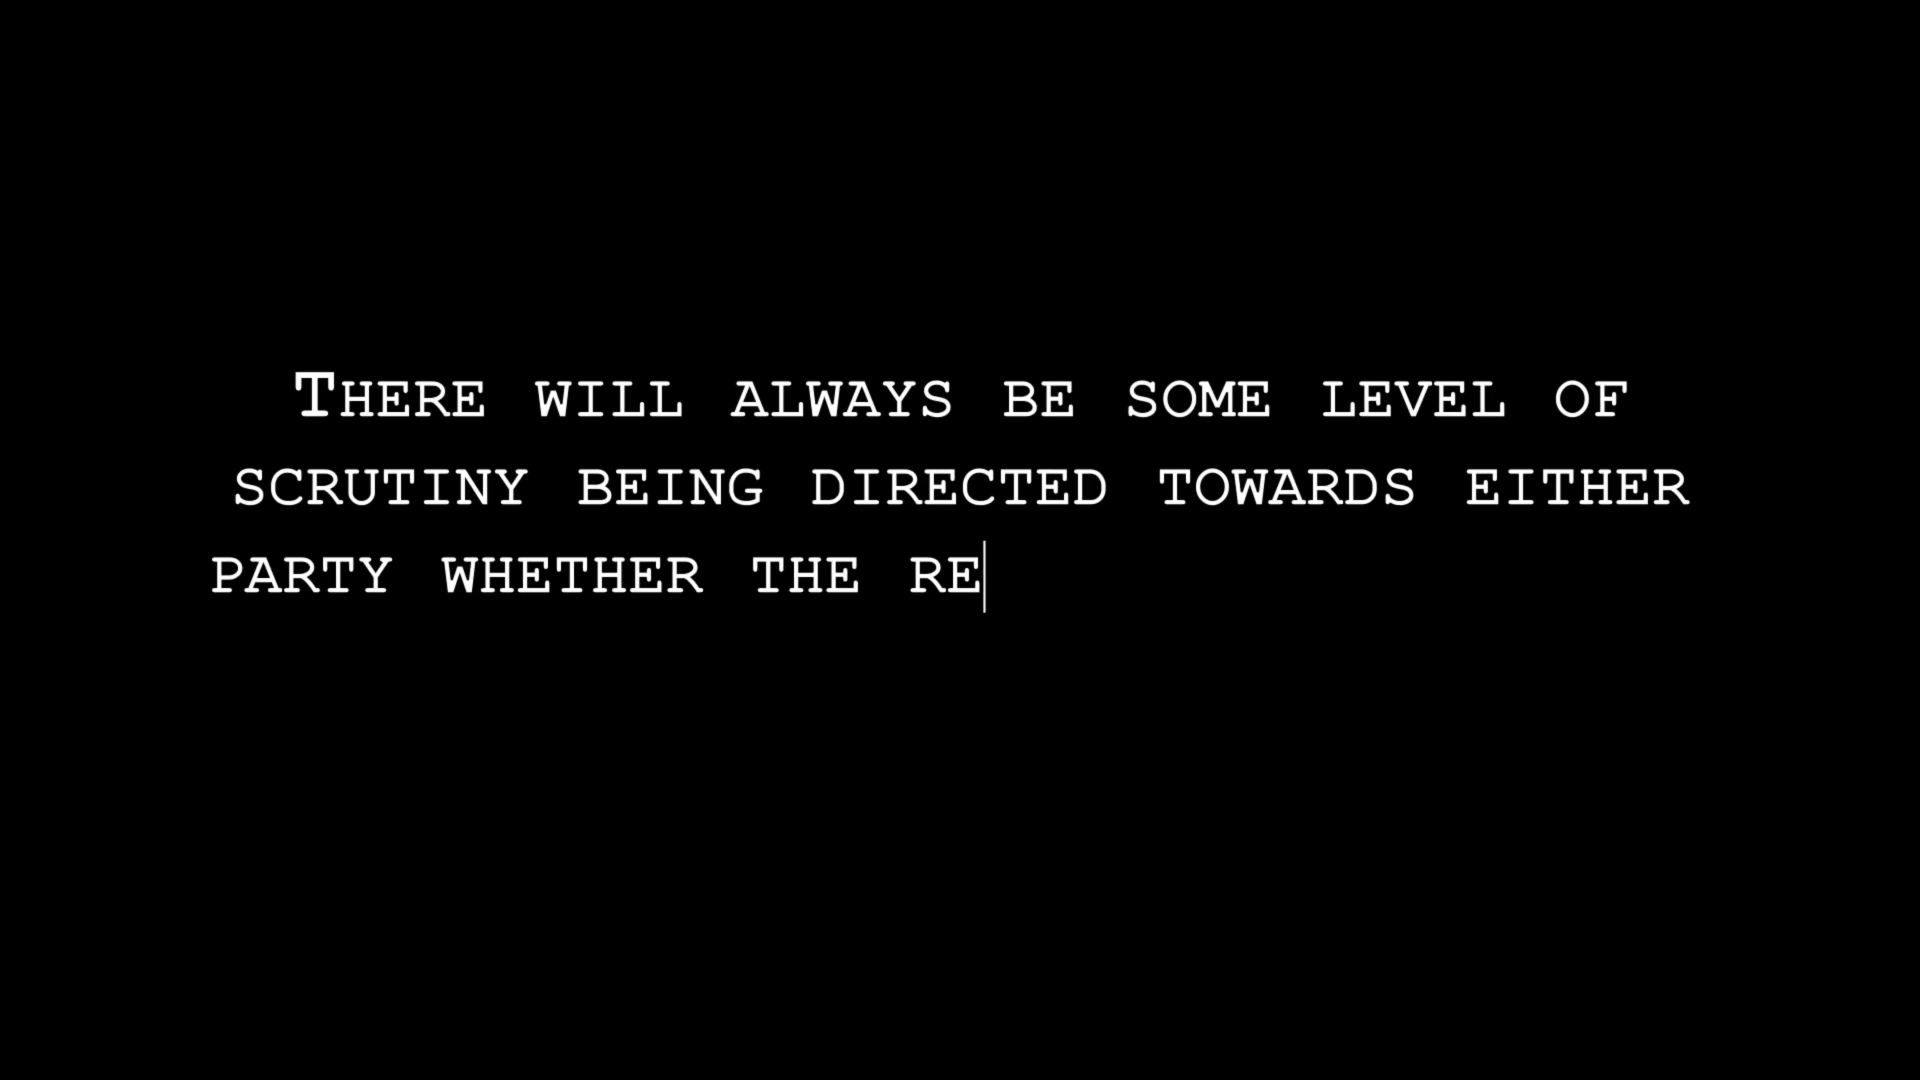 There will always be some level of
scrutiny being directed towards either
party whether the re